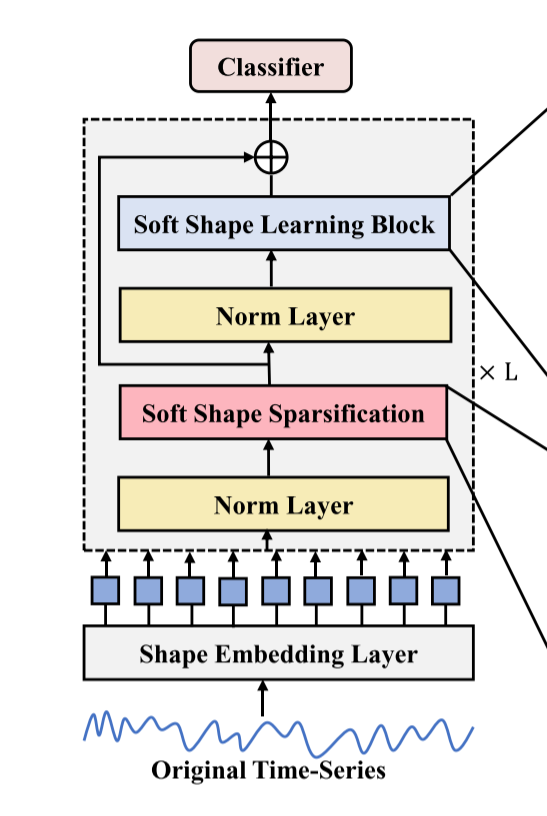 Classifier
Soft Shape Learning Block
Norm Layer
× L
Soft Shape Sparsification
Norm Layer
Shape Embedding Layer
Original Time-Series